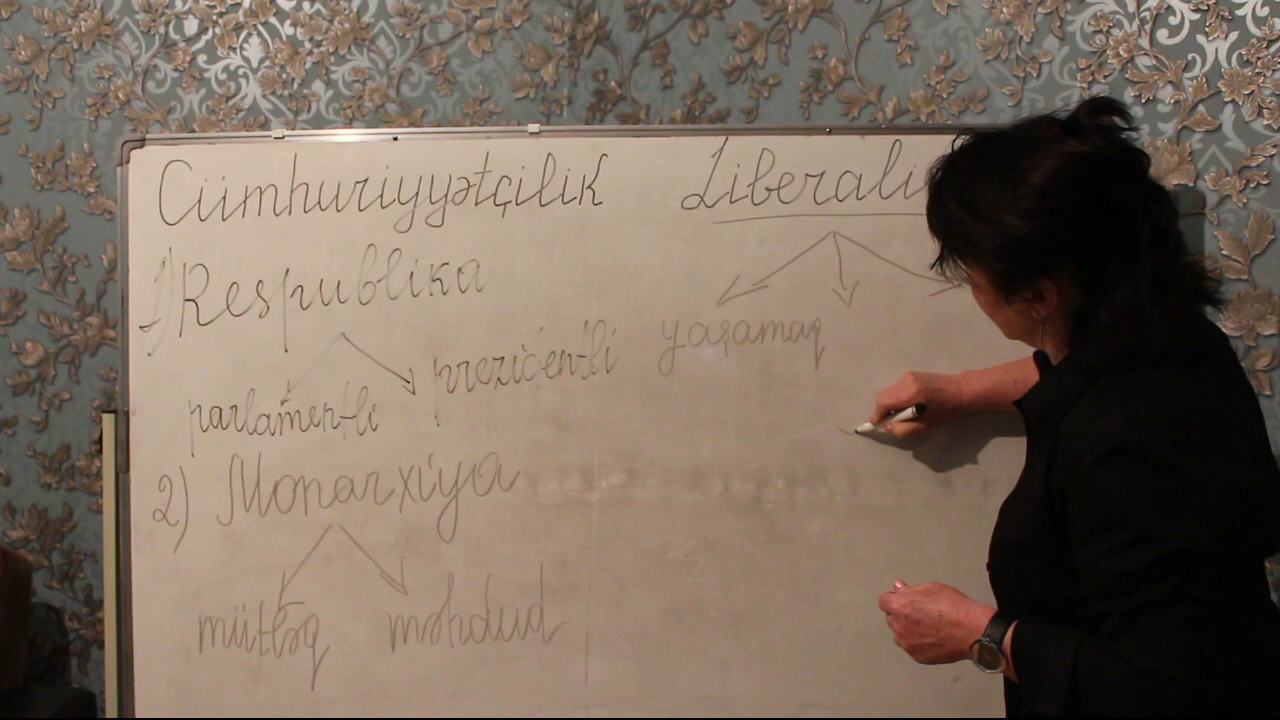 Cümhuriyyətçilik
1) Respublika
parlamentli prezidentli
2) Monarxiya
mütləq məhdud
Liberali
yaşamaq